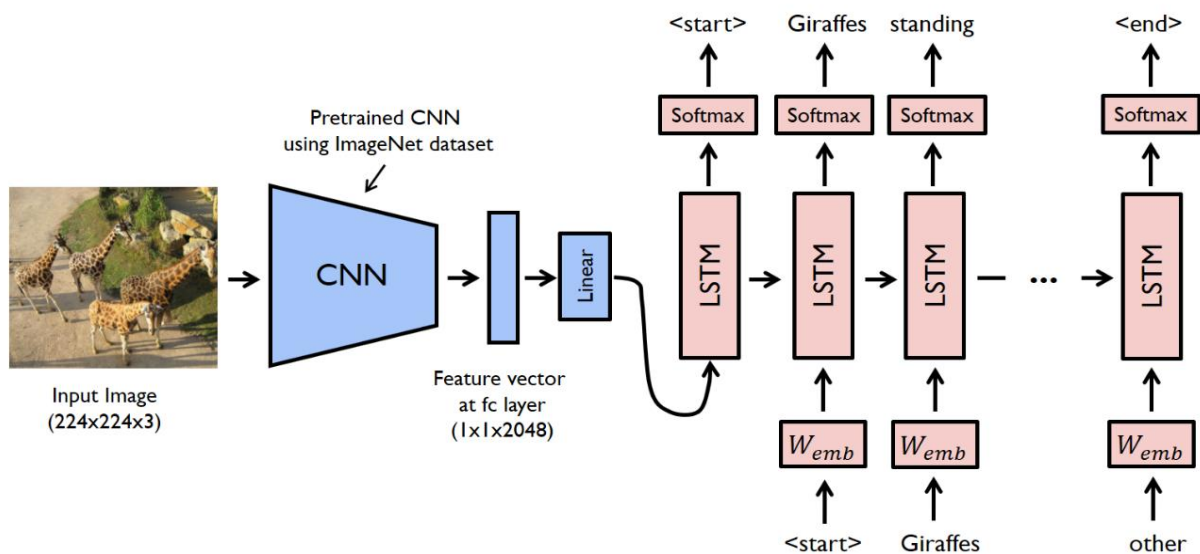 <start> Giraffes standing <end>
Softmax Softmax Softmax Softmax
Pretrained CNN
using ImageNet dataset
CNN
Linear
LSTM LSTM LSTM ... LSTM
Input Image
(224x224x3)
Feature vector
at fc layer
(1x1x2048)
W_emb W_emb W_emb
<start> Giraffes other